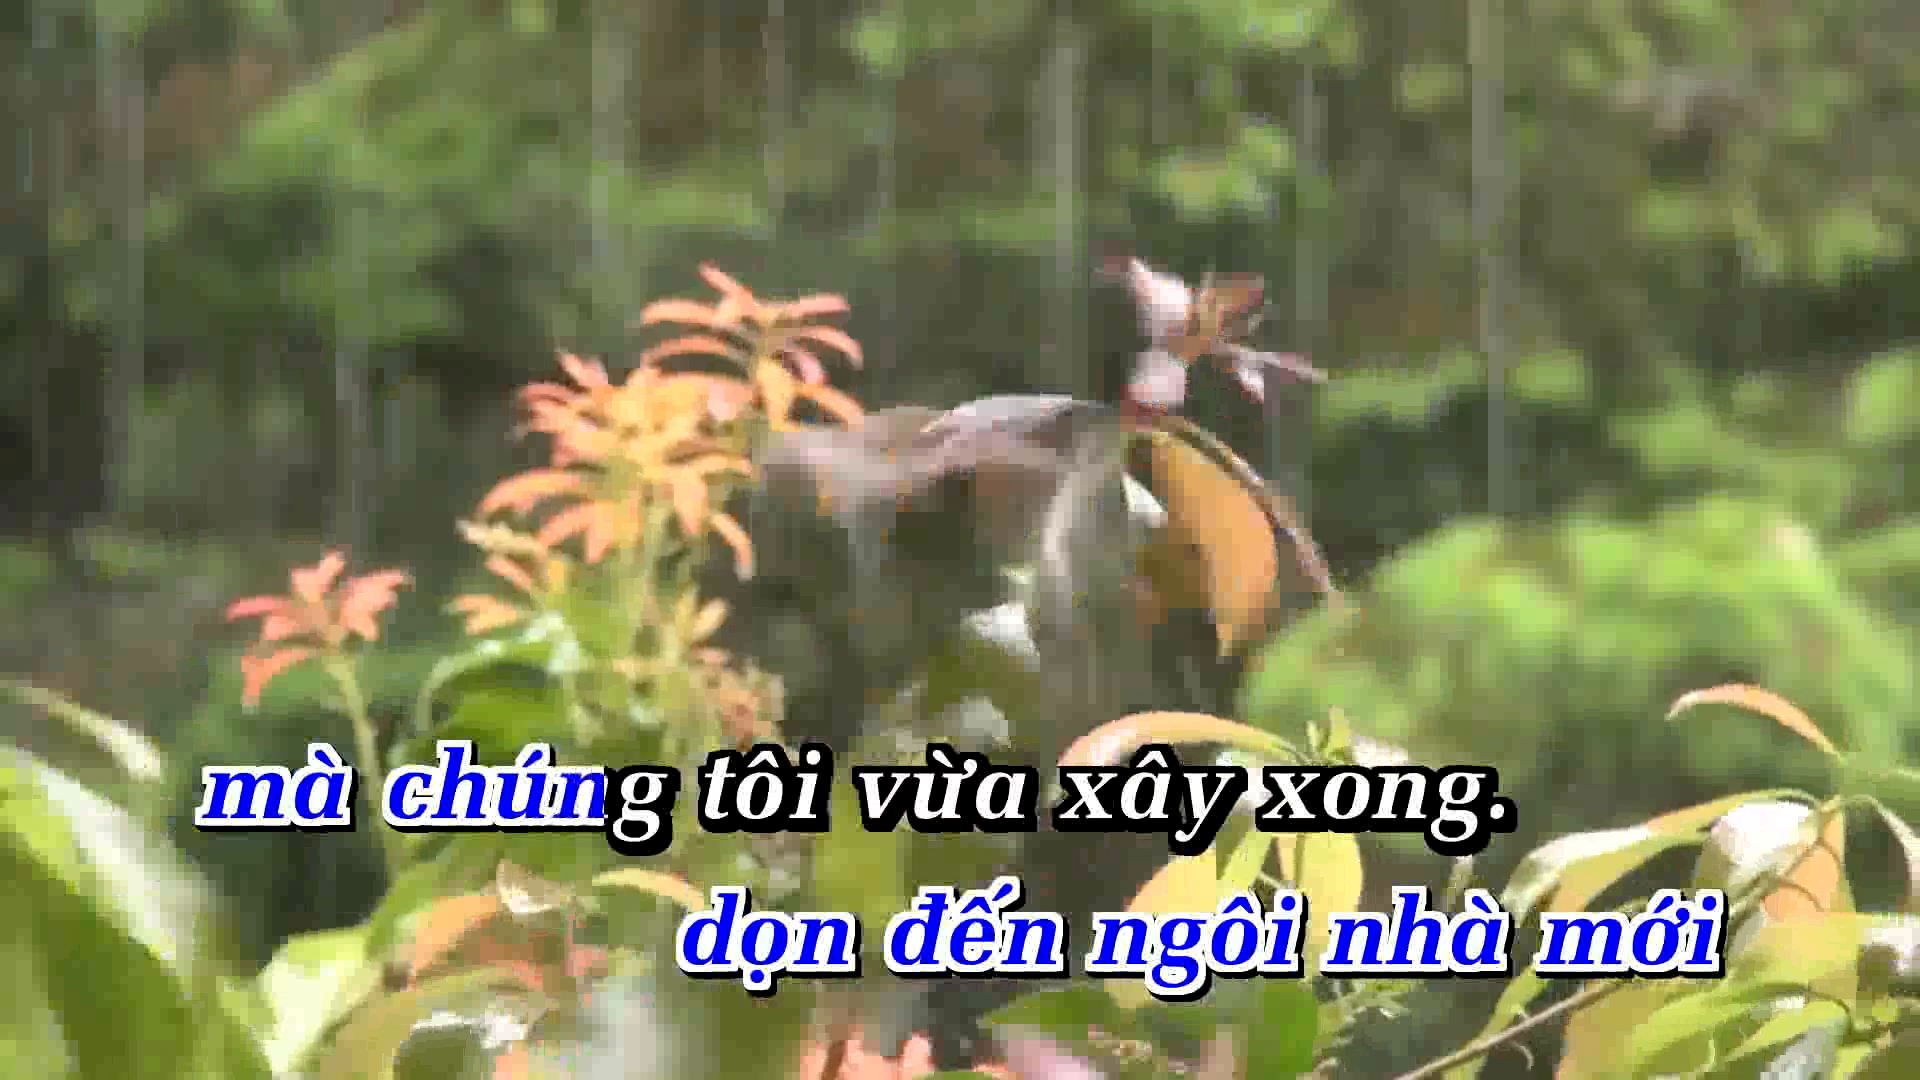 mà chúng tôi vừa xây xong.
dọn đến ngôi nhà mới